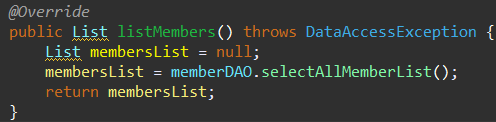 @Override
public List listMembers() throws DataAccessException {
    List membersList = null;
    membersList = memberDAO.selectAllMemberList();
    return membersList;
}